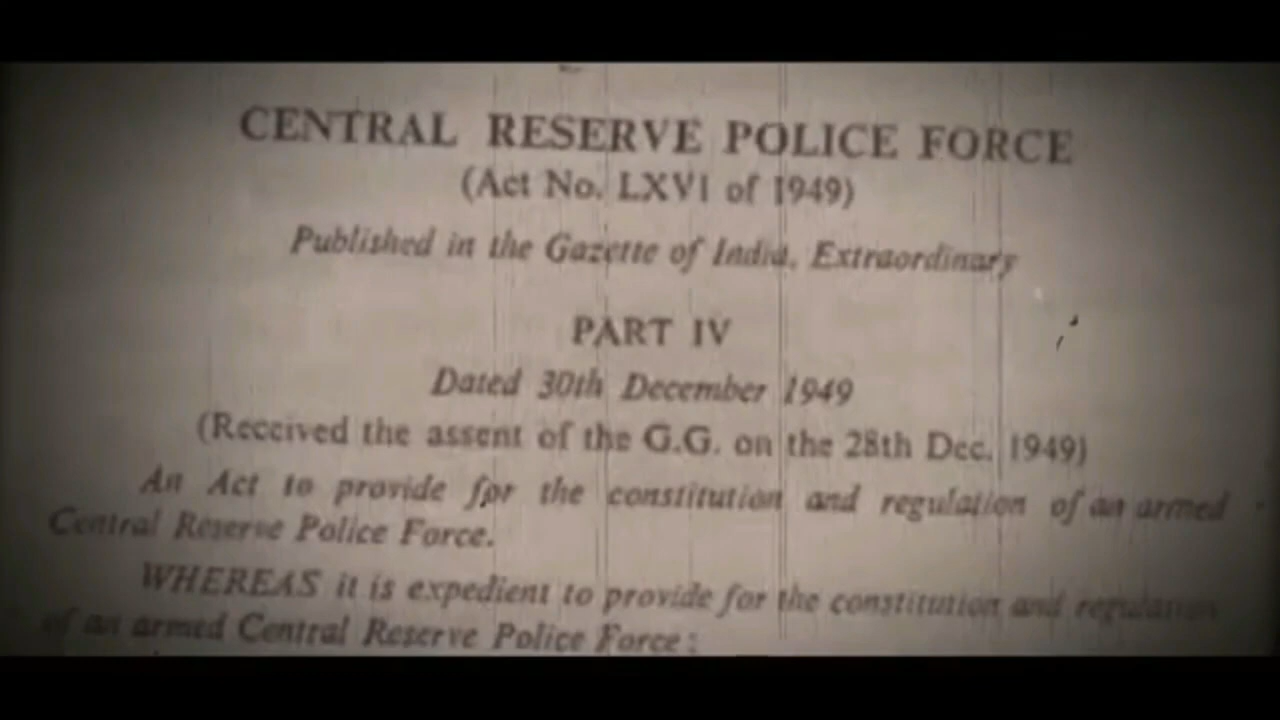 CENTRAL RESERVE POLICE FORCE
(Act No. LXVI of 1949)
Published in the Gazette of India, Extraordinary
PART IV
Dated 30th December 1949
(Received the assent of the G.G. on the 28th Dec. 1949)
An Act to provide for the constitution and regulation of an armed
Central Reserve Police Force.
WHEREAS it is expedient to provide for the constitution and regulation
of an armed Central Reserve Police Force: